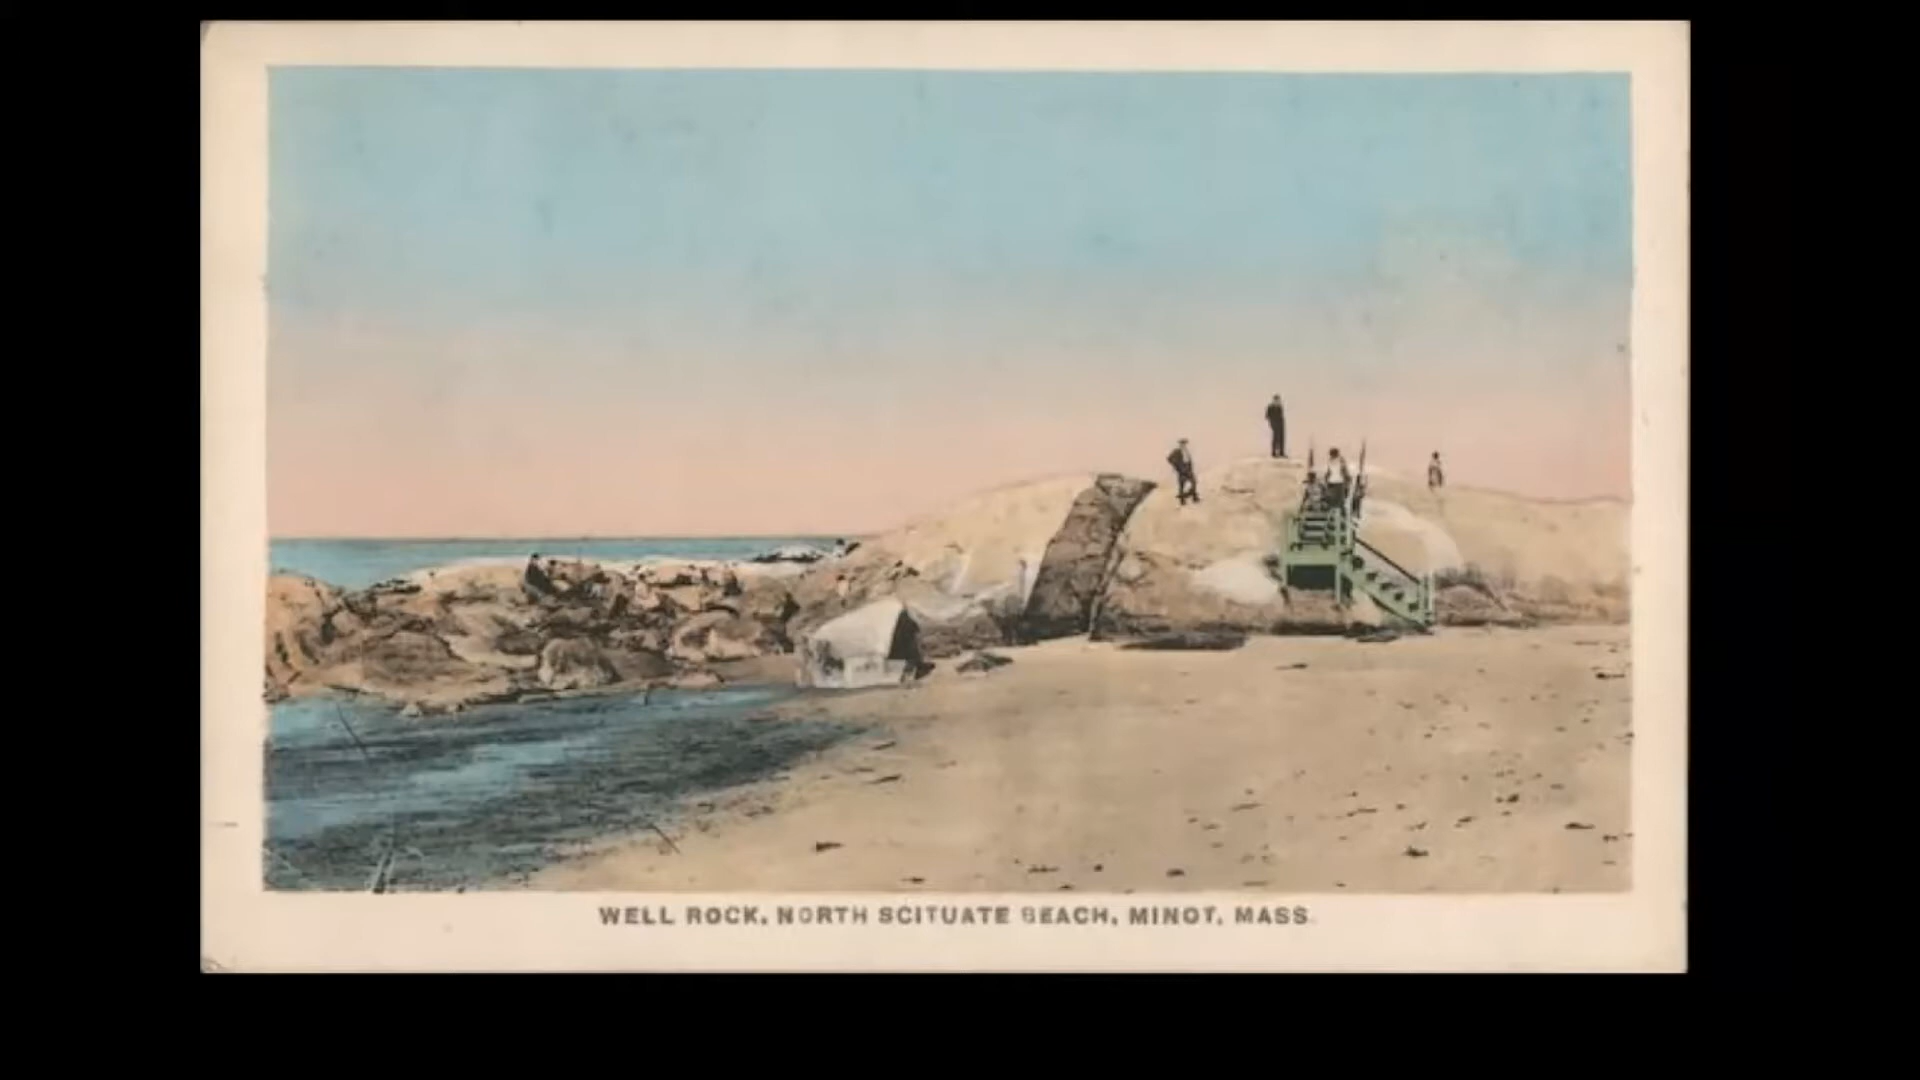 WELL ROCK, NORTH SCITUATE BEACH, MINOT, MASS.